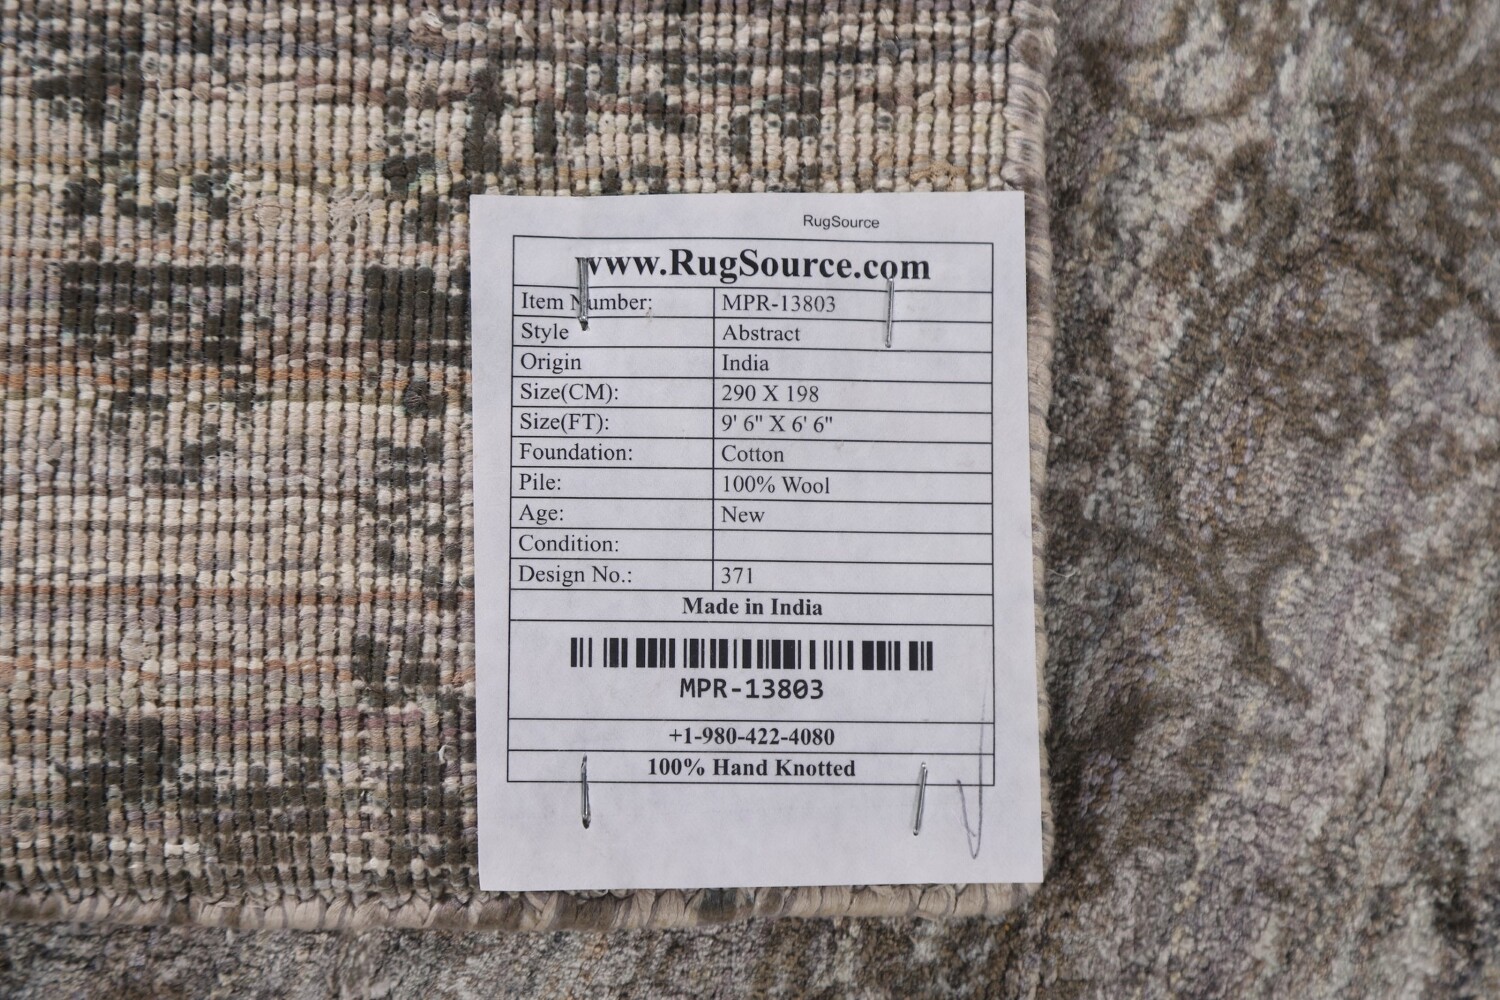 RugSource
www.RugSource.com
Item Number: MPR-13803
Style Abstract
Origin India
Size(CM): 290 X 198
Size(FT): 9' 6" X 6' 6"
Foundation: Cotton
Pile: 100% Wool
Age: New
Condition:
Design No.: 371
Made in India
MPR-13803
+1-980-422-4080
100% Hand Knotted